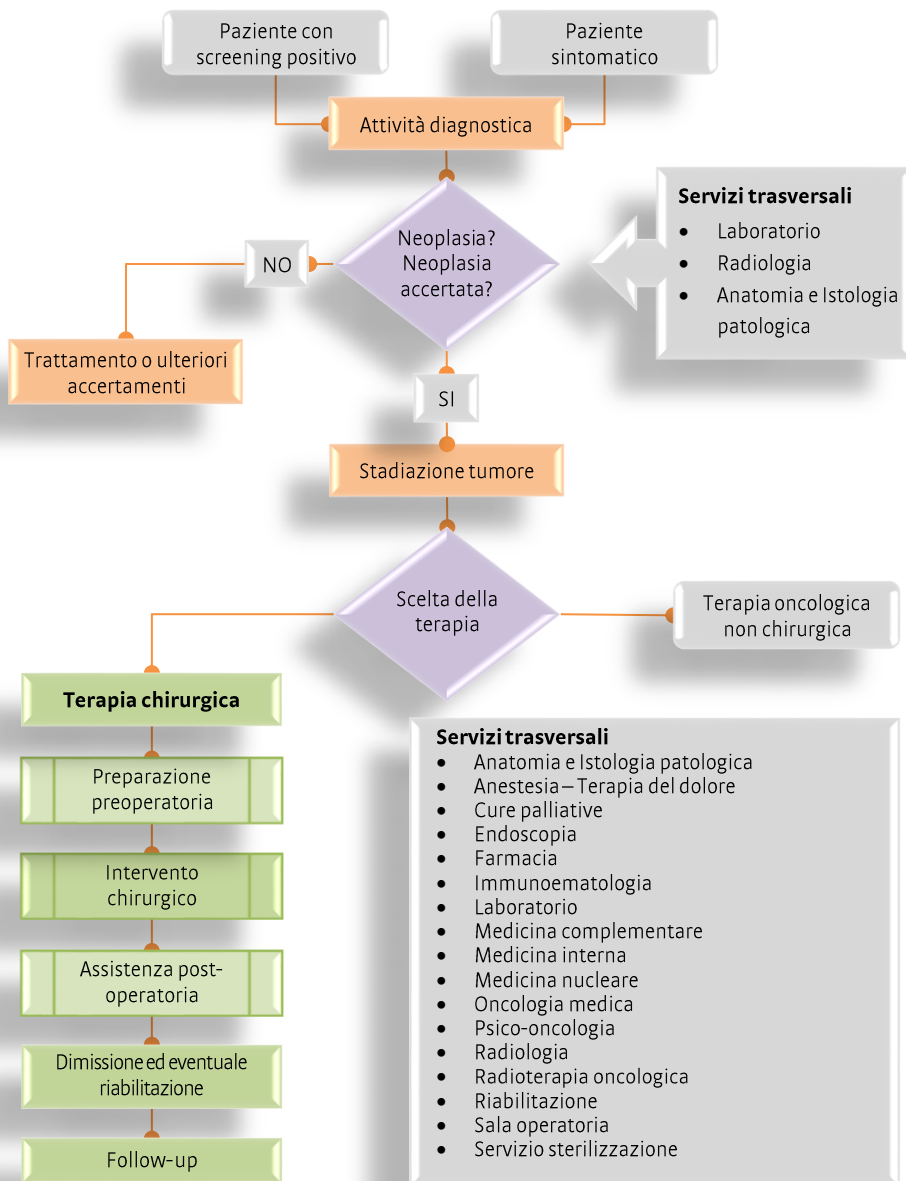 Paziente con
screening positivo
Paziente
sintomatico
Attività diagnostica
Servizi trasversali
• Laboratorio
• Radiologia
• Anatomia e Istologia
patologica
Neoplasia?
Neoplasia
accertata?
NO
Trattamento o ulteriori
accertamenti
SI
Stadiazione tumore
Scelta della
terapia
Terapia oncologica
non chirurgica
Terapia chirurgica
Preparazione
preoperatoria
Intervento
chirurgico
Assistenza post-
operatoria
Dimissione ed eventuale
riabilitazione
Follow-up
Servizi trasversali
• Anatomia e Istologia patologica
• Anestesia – Terapia del dolore
• Cure palliative
• Endoscopia
• Farmacia
• Immunoematologia
• Laboratorio
• Medicina complementare
• Medicina interna
• Medicina nucleare
• Oncologia medica
• Psico-oncologia
• Radiologia
• Radioterapia oncologica
• Riabilitazione
• Sala operatoria
• Servizio sterilizzazione